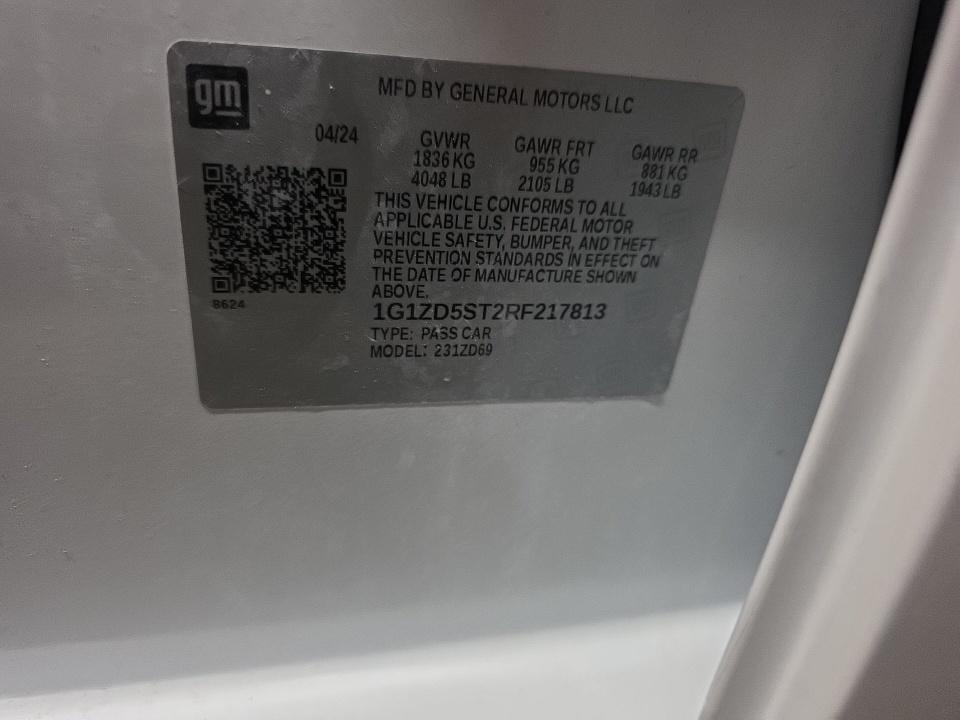 gm
MFD BY GENERAL MOTORS LLC
04/24
GVWR
1836 KG
4048 LB
GAWR FRT
955 KG
2105 LB
GAWR RR
881 KG
1943 LB
THIS VEHICLE CONFORMS TO ALL
APPLICABLE U.S. FEDERAL MOTOR
VEHICLE SAFETY, BUMPER, AND THEFT
PREVENTION STANDARDS IN EFFECT ON
THE DATE OF MANUFACTURE SHOWN
ABOVE.
8624
1G1ZD5ST2RF217813
TYPE: PASS CAR
MODEL: 231ZD69